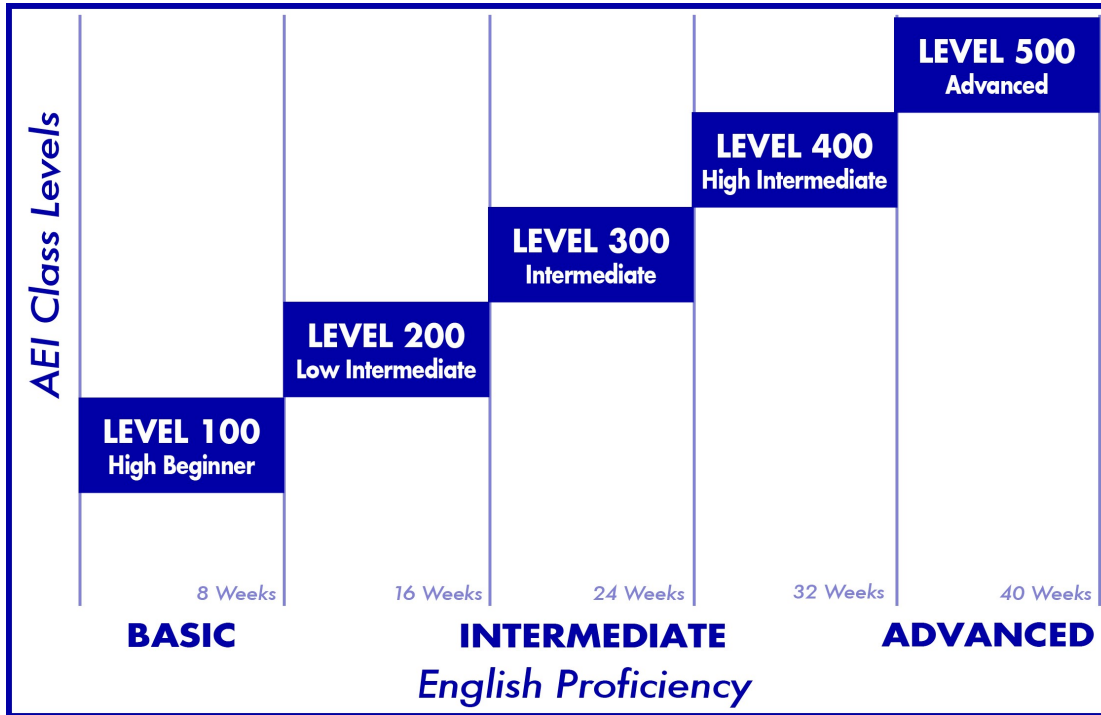 LEVEL 500
Advanced
LEVEL 400
High Intermediate
LEVEL 300
Intermediate
LEVEL 200
Low Intermediate
LEVEL 100
High Beginner
AEI Class Levels
8 Weeks
16 Weeks
24 Weeks
32 Weeks
40 Weeks
BASIC
INTERMEDIATE
ADVANCED
English Proficiency